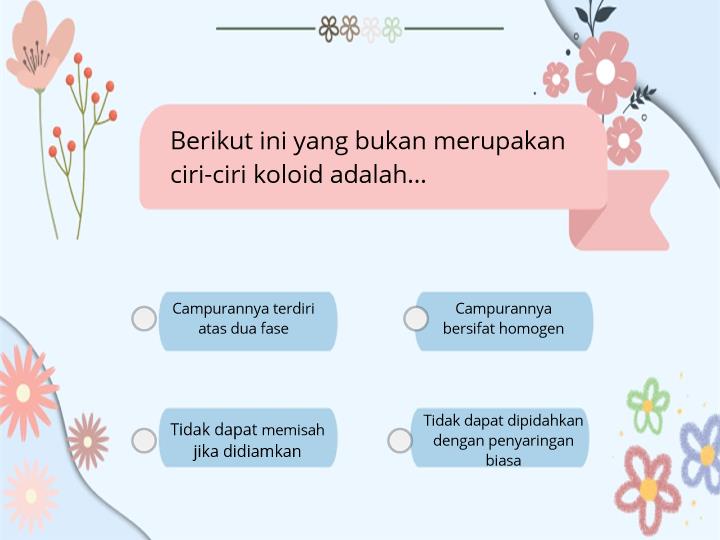 Berikut ini yang bukan merupakan
ciri-ciri koloid adalah...
Campurannya terdiri
atas dua fase
Campurannya
bersifat homogen
Tidak dapat memisah
jika didiamkan
Tidak dapat dipidahkan
dengan penyaringan
biasa